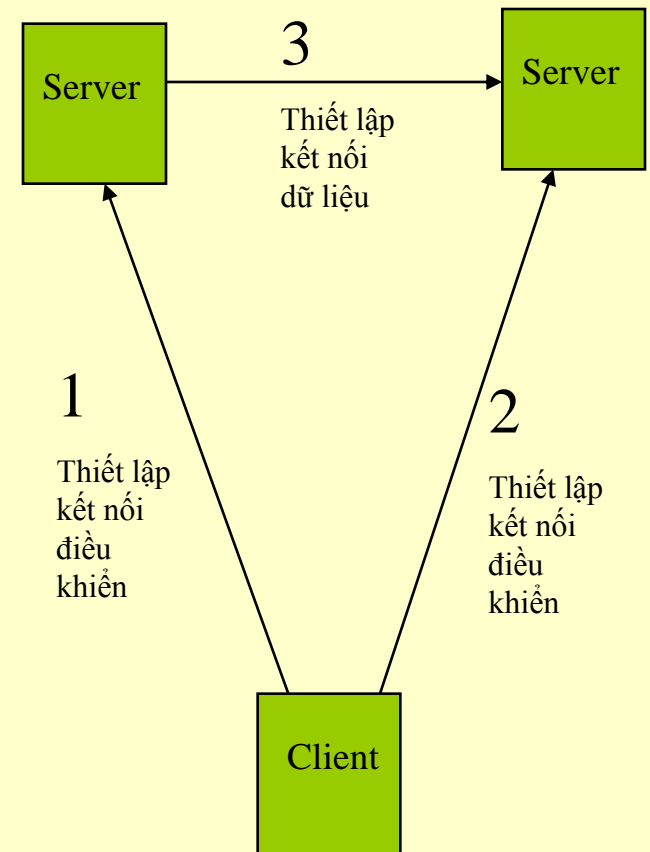 3
Server
Server
Thiết lập
kết nối
dữ liệu
1
Thiết lập
kết nối
điều
khiển
2
Thiết lập
kết nối
điều
khiển
Client